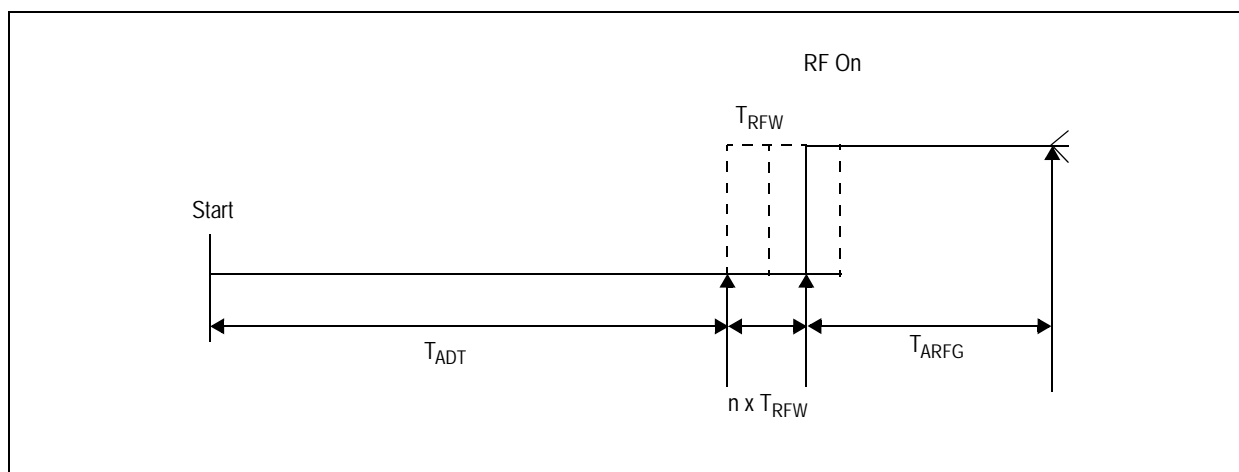 RF On
T_RFW
Start
T_ADT
T_ARFG
n x T_RFW